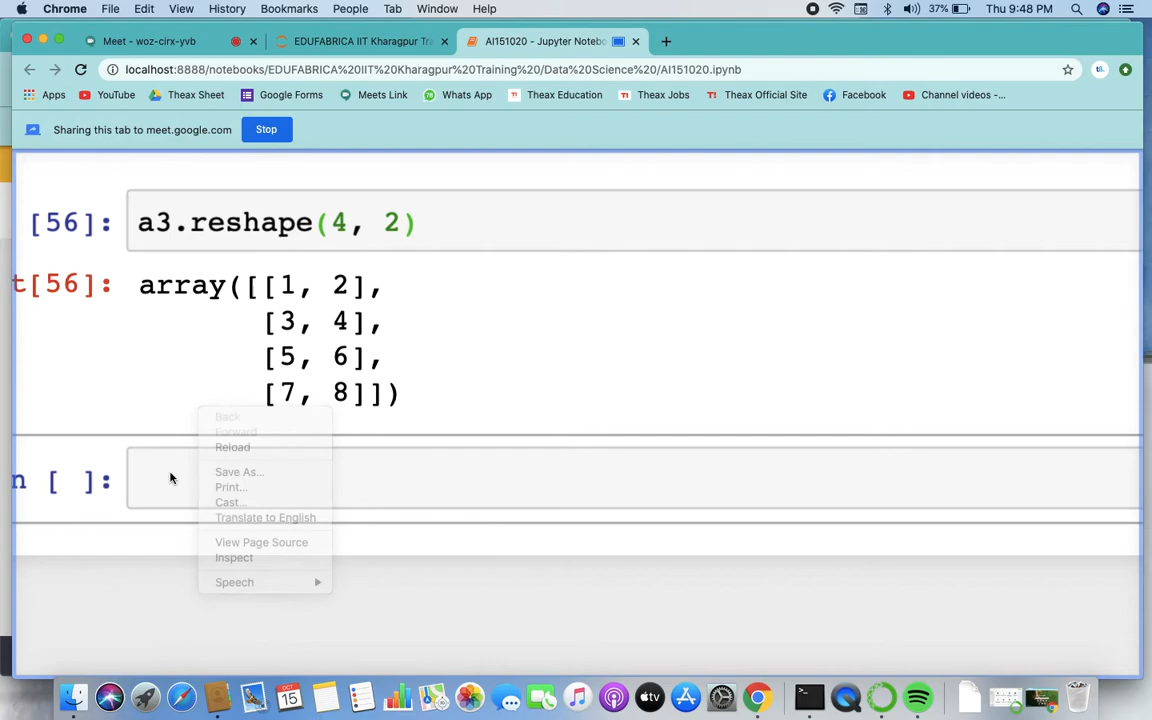 Chrome File Edit View History Bookmarks People Tab Window Help 37% Thu 9:48 PM
Meet - woz-cirx-yvb EDUFABRICA IIT Kharagpur Tra AI151020 - Jupyter Notebo
localhost:8888/notebooks/EDUFABRICA%20IIT%20Kharagpur%20Training%20/Data%20Science%20/AI151020.ipynb
Apps YouTube Theax Sheet Google Forms Meets Link Whats App Theax Education Theax Jobs Theax Official Site Facebook Channel videos -...
Sharing this tab to meet.google.com Stop
[56]: a3.reshape(4, 2)
t[56]: array([[1, 2],
[3, 4],
[5, 6],
[7, 8]])
n [ ]:
Back
Forward
Reload
Save As...
Print...
Cast...
Translate to English
View Page Source
Inspect
Speech
OCT
15
tv